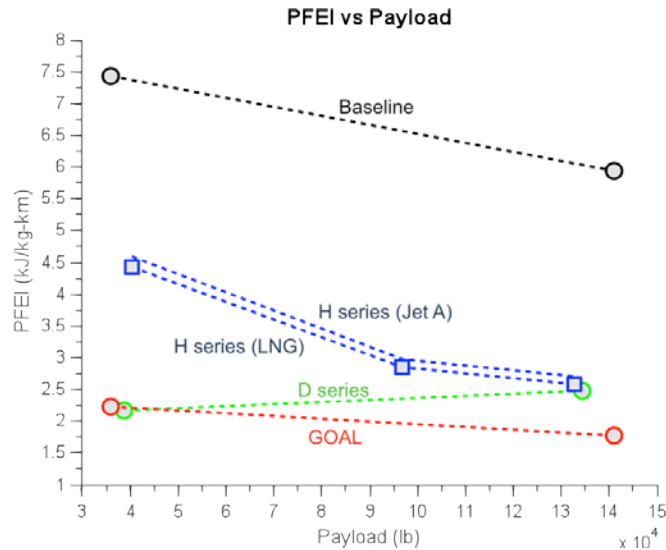 PFEI vs Payload
8
7.5
7
6.5
6
5.5
5
4.5
4
3.5
3
2.5
2
1.5
1
PFEI (kJ/kg-km)
Baseline
H series (Jet A)
H series (LNG)
D series
GOAL
3 4 5 6 7 8 9 10 11 12 13 14 15
x 10⁴
Payload (lb)